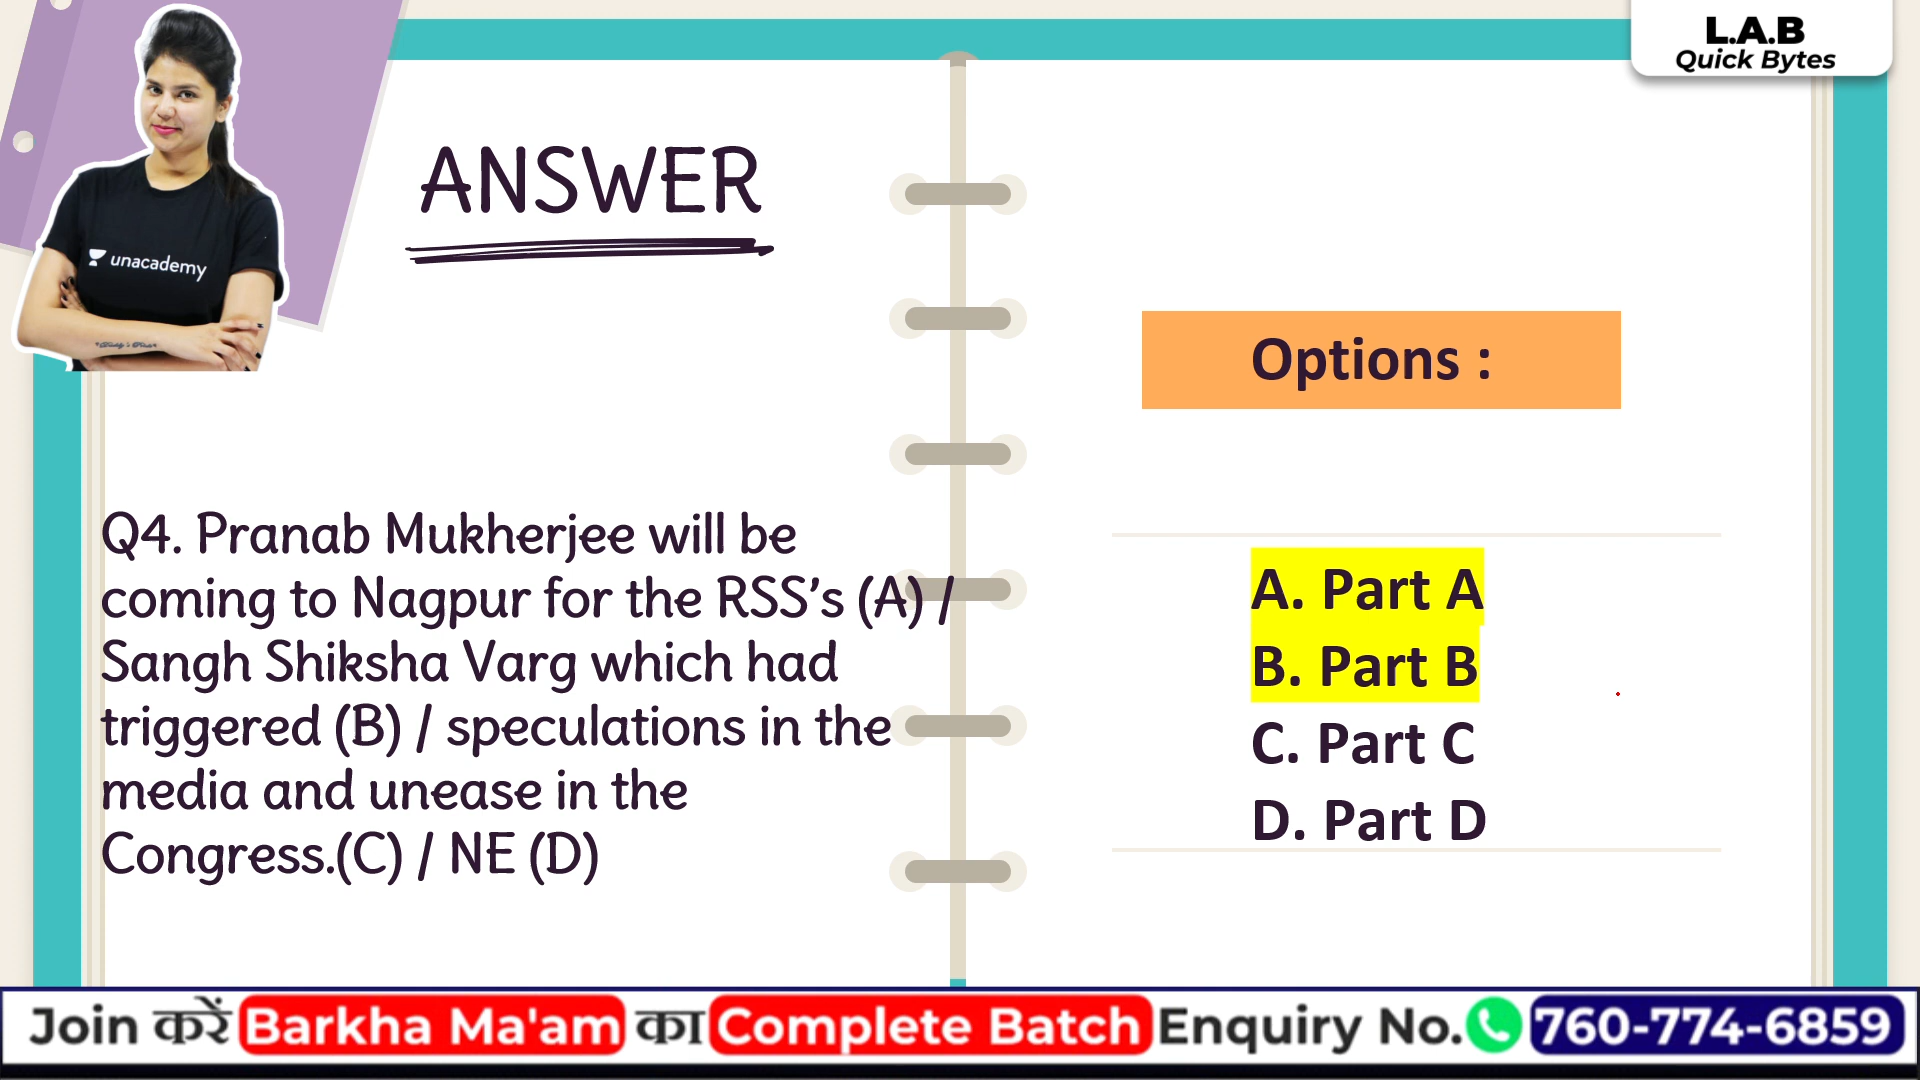 L.A.B
Quick Bytes
unacademy
ANSWER
Q4. Pranab Mukherjee will be
coming to Nagpur for the RSS’s (A) /
Sangh Shiksha Varg which had
triggered (B) / speculations in the
media and unease in the
Congress.(C) / NE (D)
Options :
A. Part A
B. Part B
C. Part C
D. Part D
Join करें Barkha Ma'am का Complete Batch Enquiry No. 760-774-6859